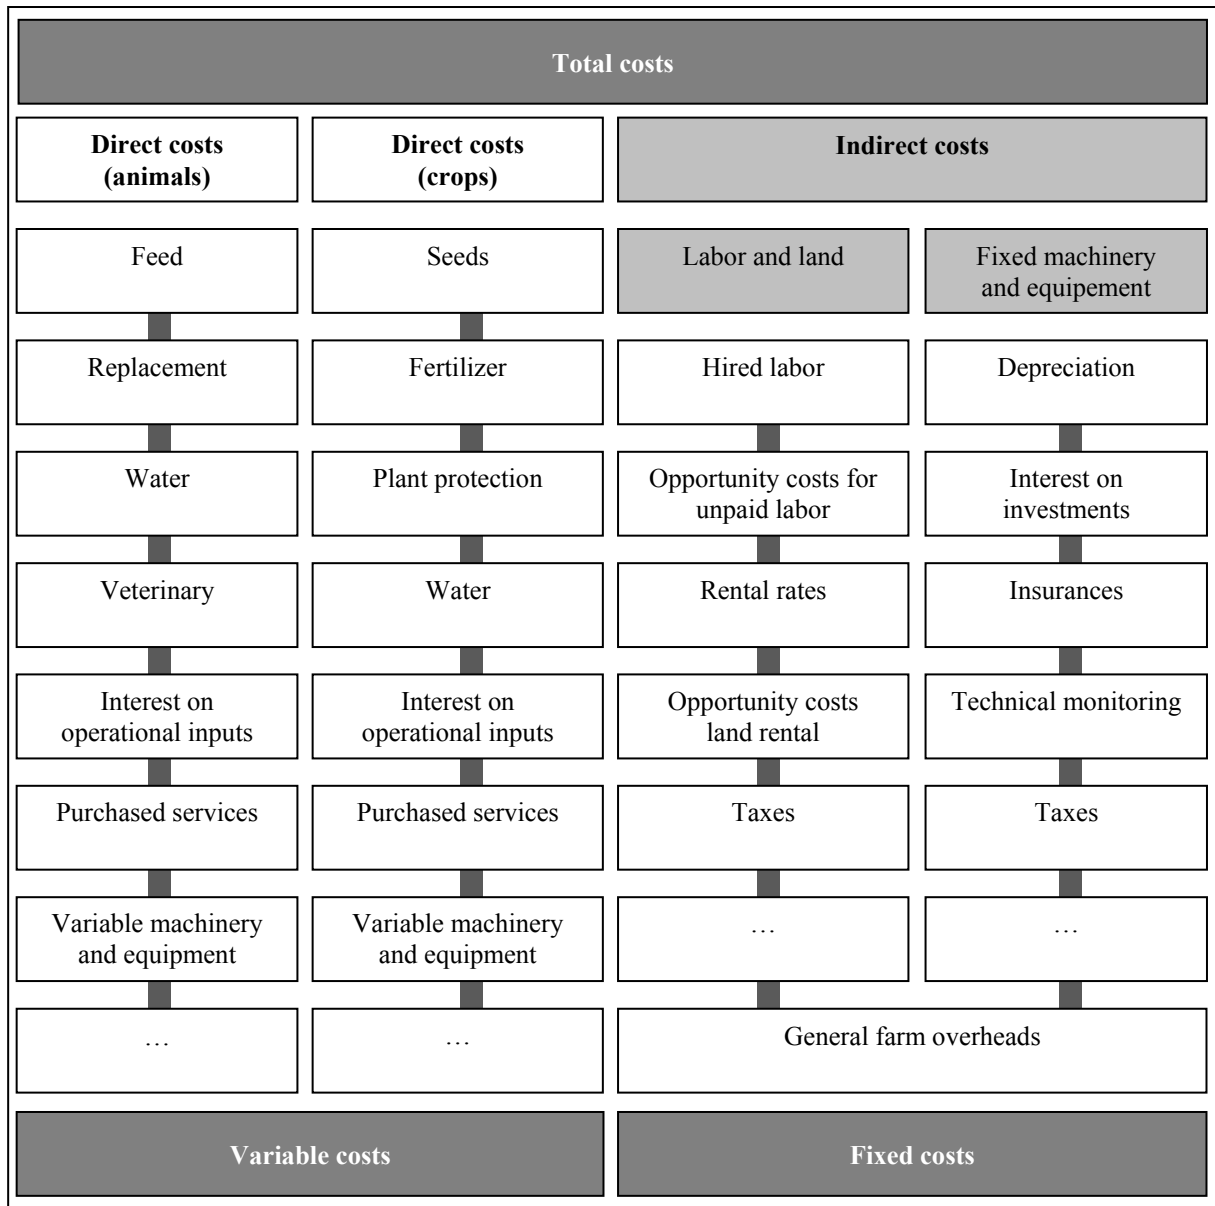 Total costs
Direct costs
(animals)
Direct costs
(crops)
Indirect costs
Feed
Seeds
Labor and land
Fixed machinery
and equipement
Replacement
Fertilizer
Hired labor
Depreciation
Water
Plant protection
Opportunity costs for
unpaid labor
Interest on
investments
Veterinary
Water
Rental rates
Insurances
Interest on
operational inputs
Interest on
operational inputs
Opportunity costs
land rental
Technical monitoring
Purchased services
Purchased services
Taxes
Taxes
Variable machinery
and equipment
Variable machinery
and equipment
…
…
…
…
General farm overheads
Variable costs
Fixed costs